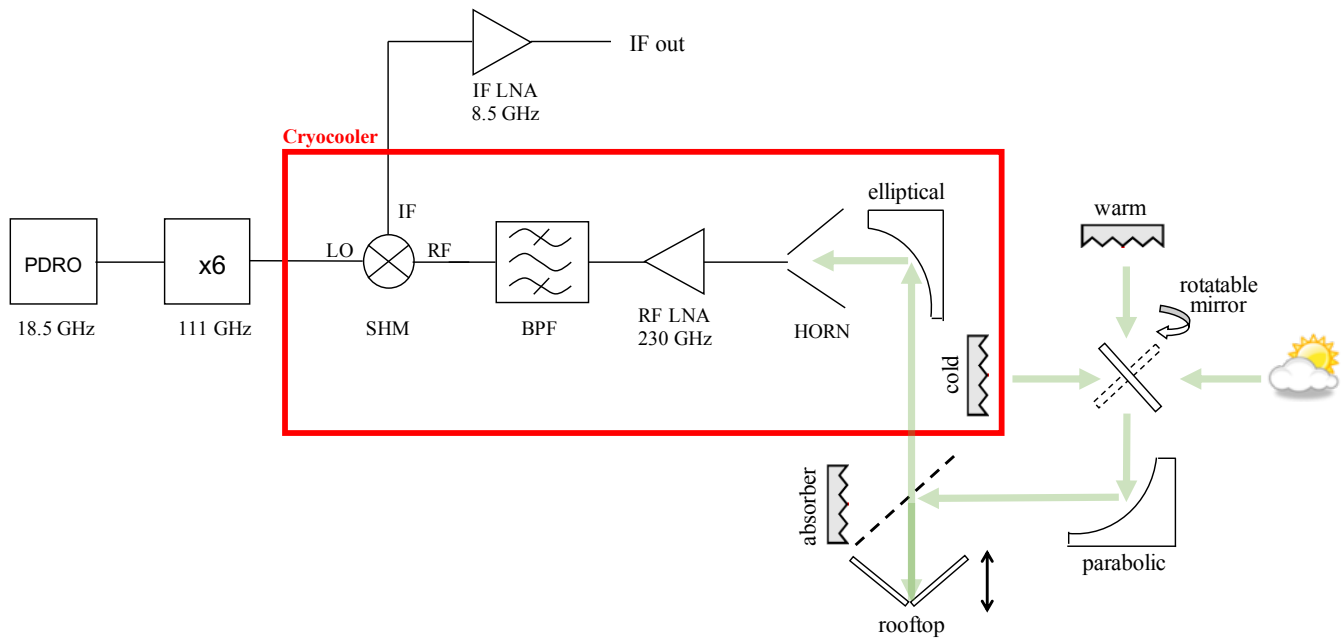 IF out
IF LNA
8.5 GHz
Cryocooler
elliptical
warm
IF
LO
RF
PDRO
x6
rotatable
mirror
18.5 GHz
111 GHz
SHM
BPF
RF LNA
230 GHz
HORN
cold
absorber
parabolic
rooftop